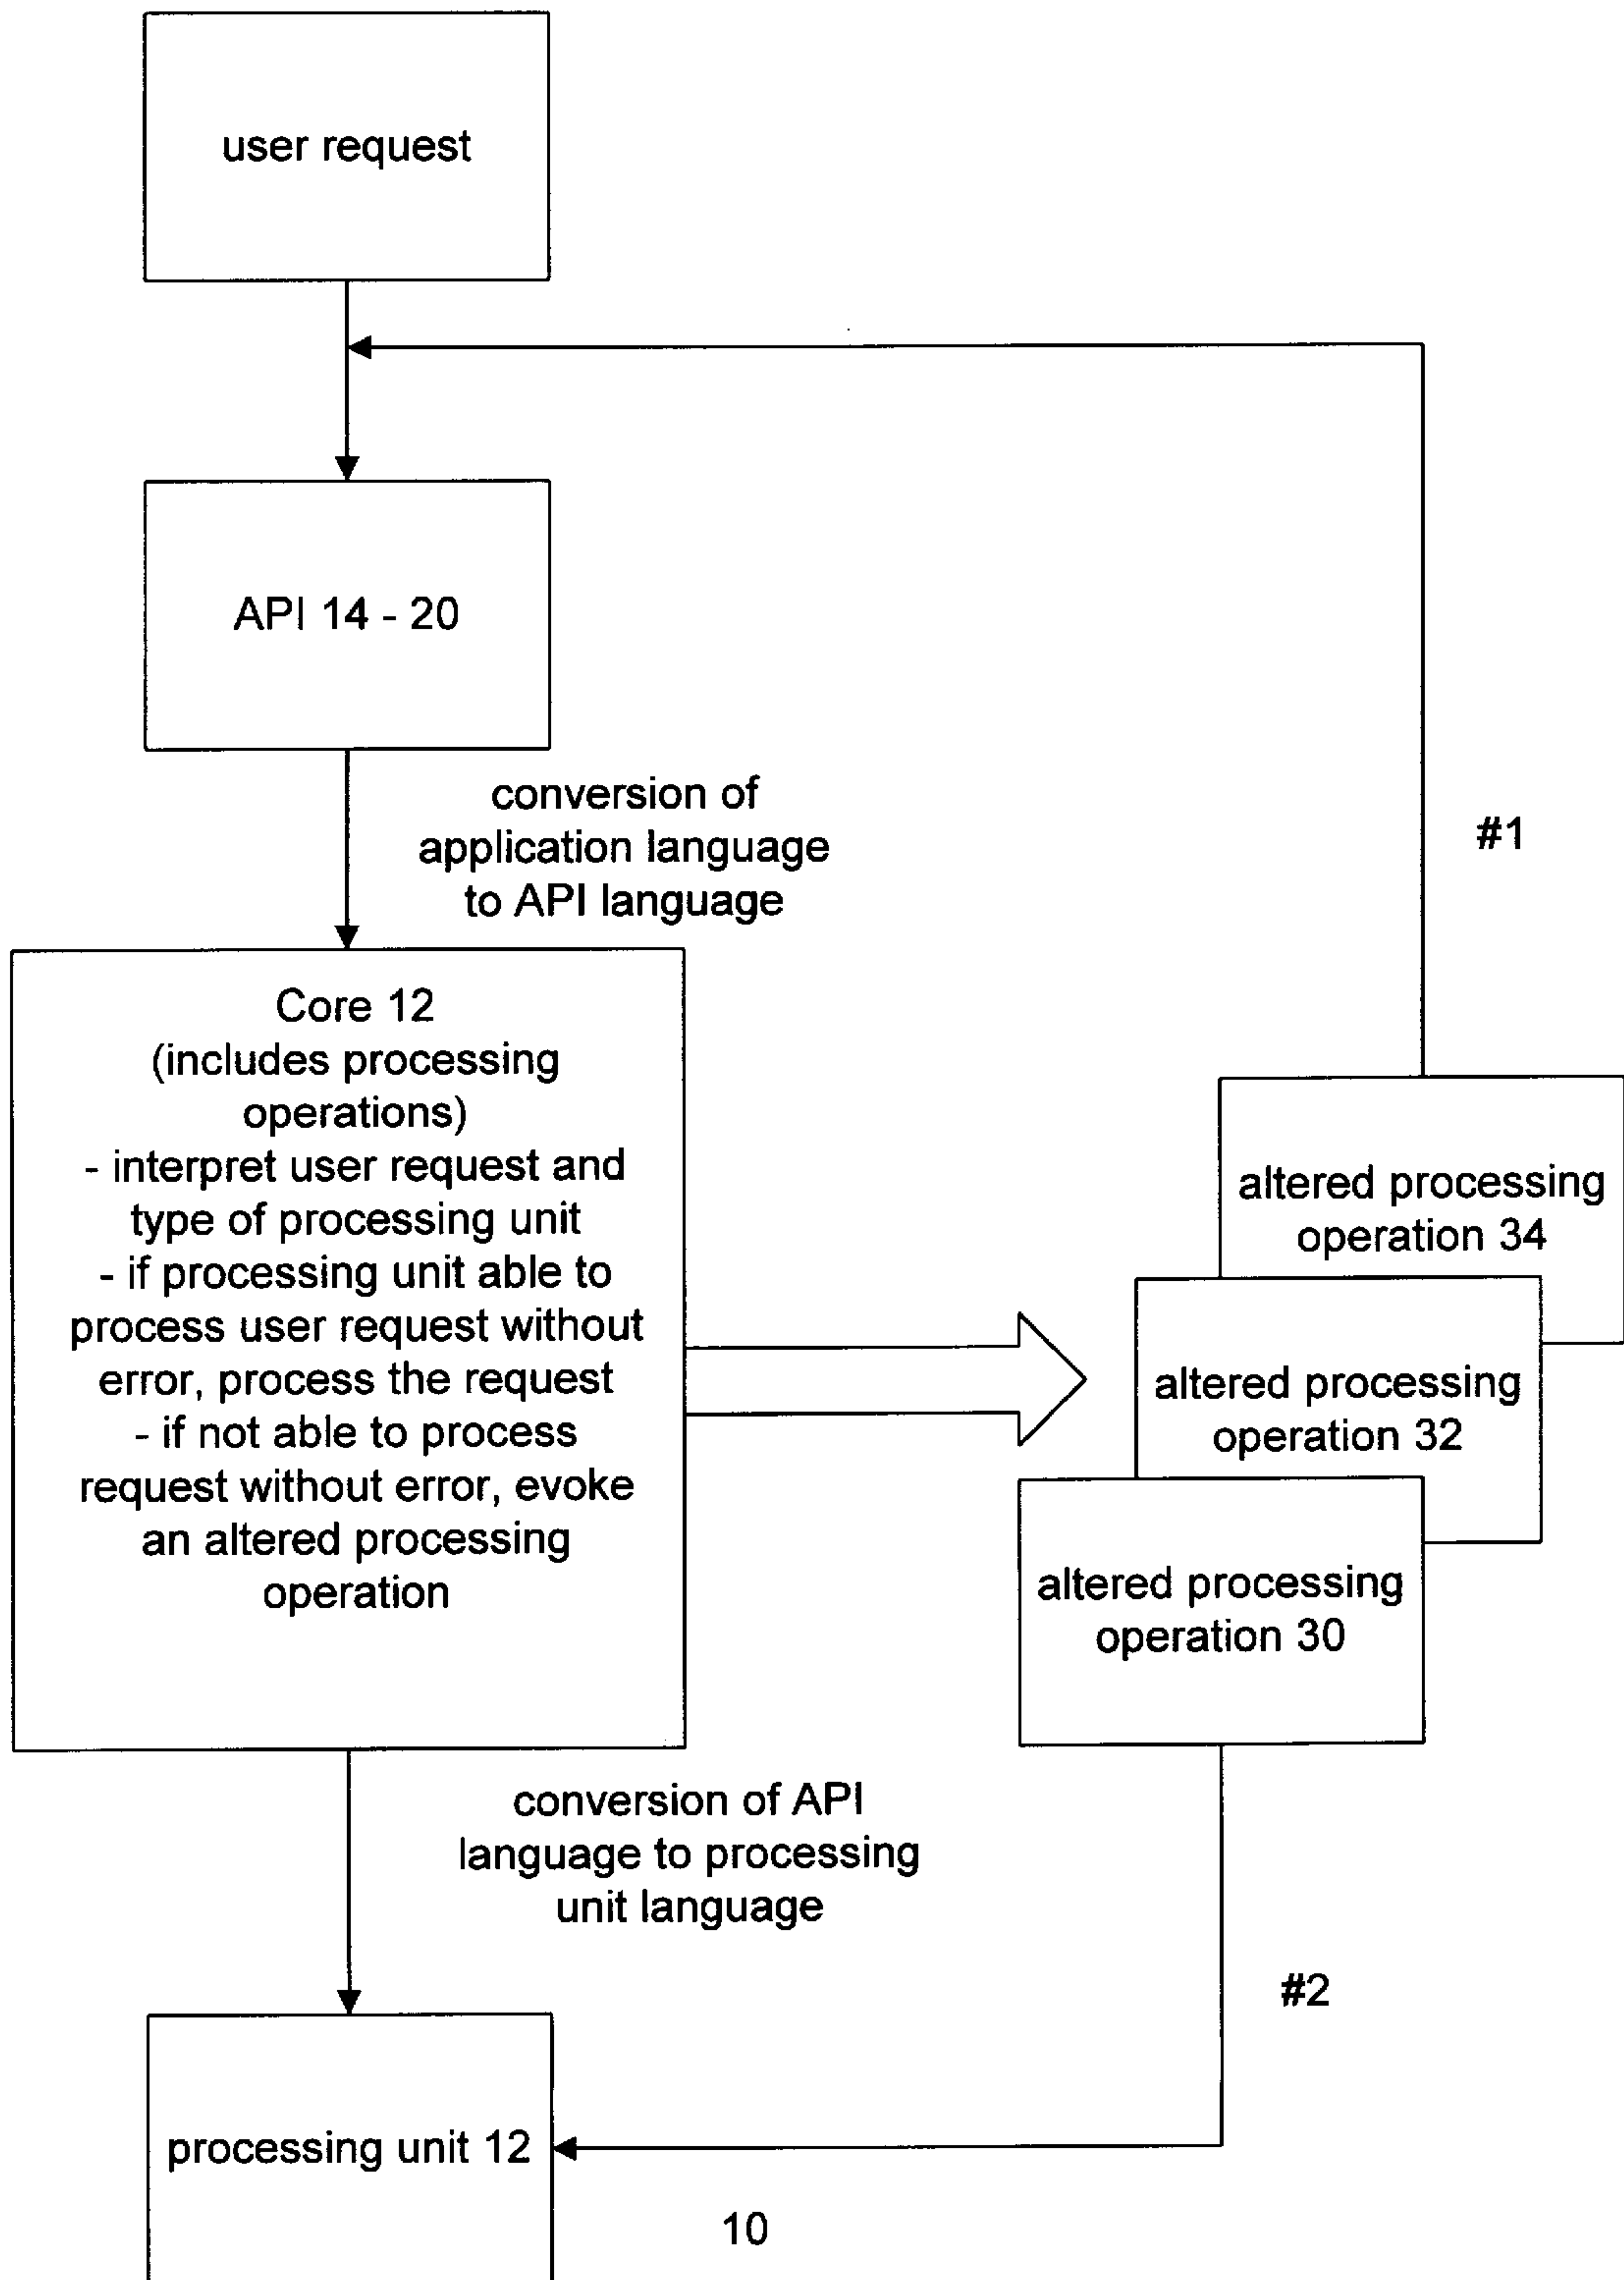 user request
API 14 - 20
conversion of
application language
to API language
#1
Core 12
(includes processing
operations)
- interpret user request and
type of processing unit
- if processing unit able to
process user request without
error, process the request
- if not able to process
request without error, evoke
an altered processing
operation
altered processing
operation 34
altered processing
operation 32
altered processing
operation 30
conversion of API
language to processing
unit language
#2
processing unit 12
10